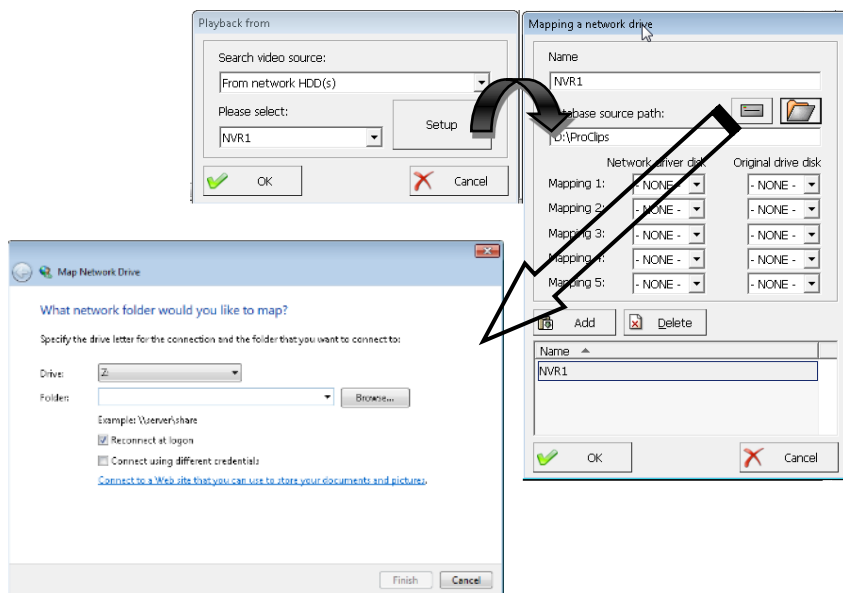 Playback from
Search video source:
From network HDD(s)
Please select:
NVR1
Setup
OK
Cancel
Mapping a network drive
Name
NVR1
Database source path:
D:\ProClips
Network driver disk Original drive disk
Mapping 1: - NONE - - NONE -
Mapping 2: - NONE - - NONE -
Mapping 3: - NONE - - NONE -
Mapping 4: - NONE - - NONE -
Mapping 5: - NONE - - NONE -
Add Delete
Name
NVR1
OK Cancel
Map Network Drive
What network folder would you like to map?
Specify the drive letter for the connection and the folder that you want to connect to:
Drive: Z:
Folder: Browse...
Example: \\server\share
Reconnect at logon
Connect using different credentials
Connect to a Web site that you can use to store your documents and pictures.
Finish Cancel